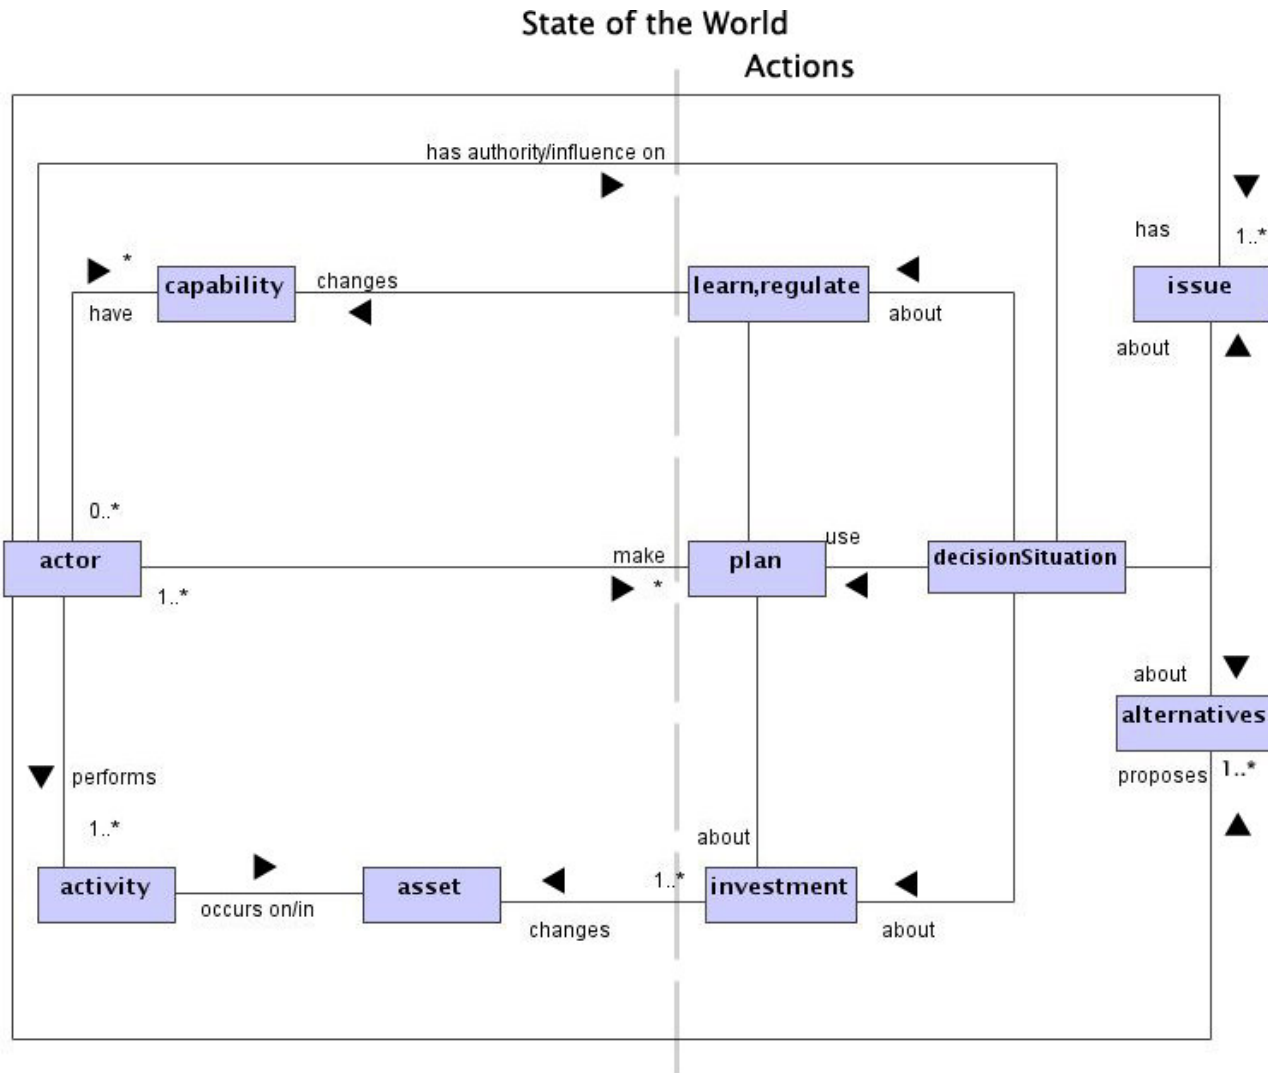 State of the World
Actions
has authority/influence on
has
1..*
*
capability
changes
learn,regulate
issue
have
about
about
0..*
actor
make
*
plan
use
decisionSituation
1..*
about
alternatives
performs
proposes
1..*
1..*
about
activity
occurs on/in
asset
changes
1..*
investment
about